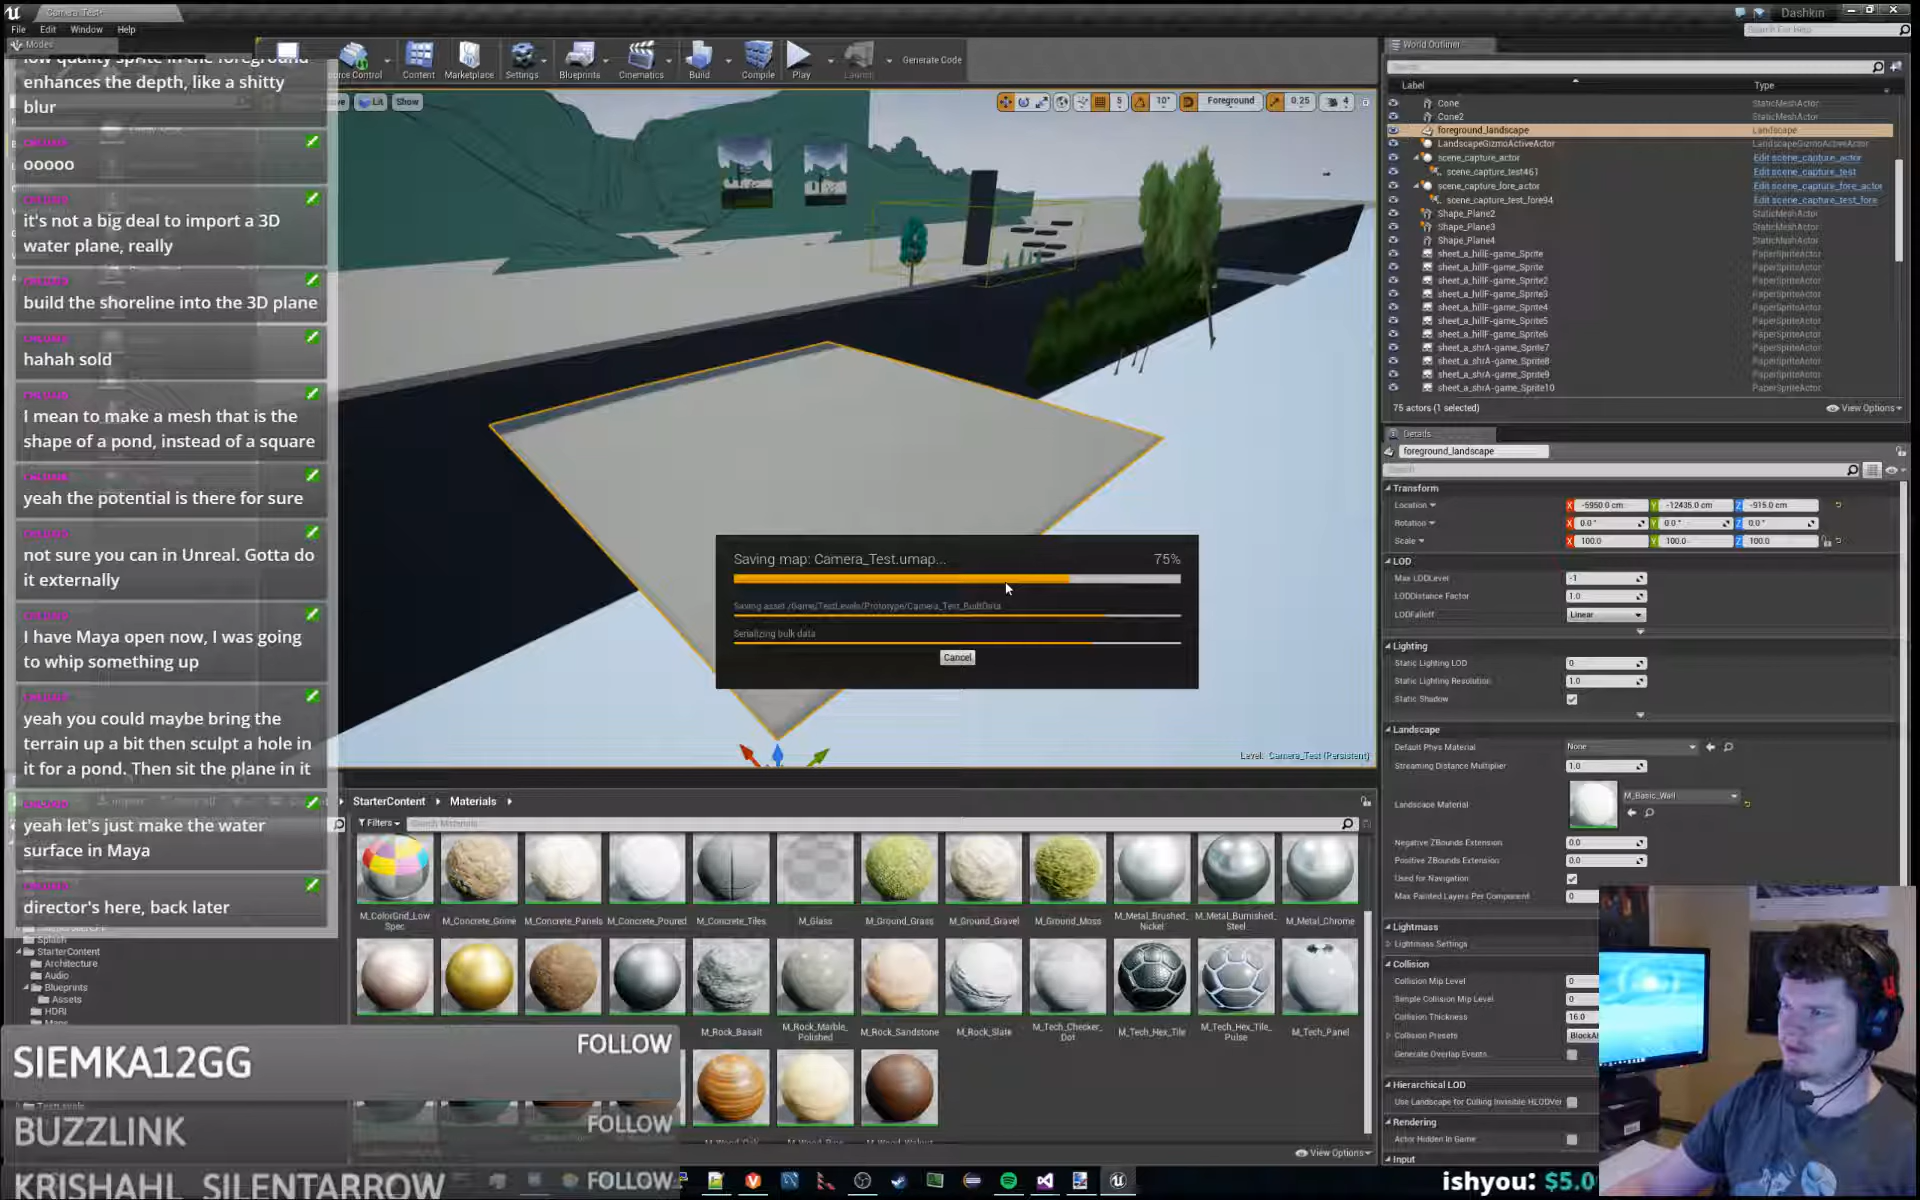 Camera_Test
Dashkin
File Edit Window Help
Search For Help
Modes
Control Content Marketplace Settings Blueprints Cinematics Build Compile Play Launch Generate Code
Lit Show
5 10° Foreground 0.25 4
low quality sprite in the foreground
enhances the depth, like a shitty
blur
ooooo
it's not a big deal to import a 3D
water plane, really
build the shoreline into the 3D plane
hahah sold
I mean to make a mesh that is the
shape of a pond, instead of a square
yeah the potential is there for sure
not sure you can in Unreal. Gotta do
it externally
I have Maya open now, I was going
to whip something up
yeah you could maybe bring the
terrain up a bit then sculpt a hole in
it for a pond. Then sit the plane in it
yeah let's just make the water
surface in Maya
director's here, back later
Saving map: Camera_Test.umap... 75%
Saving asset /Game/TestLevels/Prototype/Camera_Test_BuiltData
Serializing bulk data
Cancel
Level: Camera_Test (Persistent)
World Outliner
Search
Label Type
Cone StaticMeshActor
Cone2 StaticMeshActor
foreground_landscape Landscape
LandscapeGizmoActiveActor LandscapeGizmoActiveActor
scene_capture_actor Edit scene_capture_actor
scene_capture_test461 Edit scene_capture_test
scene_capture_fore_actor Edit scene_capture_fore_actor
scene_capture_test_fore94 Edit scene_capture_test_fore
Shape_Plane2 StaticMeshActor
Shape_Plane3 StaticMeshActor
Shape_Plane4 StaticMeshActor
sheet_a_hillE-game_Sprite PaperSpriteActor
sheet_a_hillF-game_Sprite PaperSpriteActor
sheet_a_hillF-game_Sprite2 PaperSpriteActor
sheet_a_hillF-game_Sprite3 PaperSpriteActor
sheet_a_hillF-game_Sprite4 PaperSpriteActor
sheet_a_hillF-game_Sprite5 PaperSpriteActor
sheet_a_hillF-game_Sprite6 PaperSpriteActor
sheet_a_shrA-game_Sprite7 PaperSpriteActor
sheet_a_shrA-game_Sprite8 PaperSpriteActor
sheet_a_shrA-game_Sprite9 PaperSpriteActor
sheet_a_shrA-game_Sprite10 PaperSpriteActor
75 actors (1 selected) View Options
Details
foreground_landscape
Search
Transform
Location X -5950.0 cm Y -12435.0 cm Z -915.0 cm
Rotation X 0.0° Y 0.0° Z 0.0°
Scale X 100.0 Y 100.0 Z 100.0
LOD
Max LODLevel -1
LODDistance Factor 1.0
LODFalloff Linear
Lighting
Static Lighting LOD 0
Static Lighting Resolution 1.0
Static Shadow
Landscape
Default Phys Material None
Streaming Distance Multiplier 1.0
Landscape Material M_Basic_Wall
Negative ZBounds Extension 0.0
Positive ZBounds Extension 0.0
Used for Navigation
Max Painted Layers Per Component 0
Lightmass
Lightmass Settings
Collision
Collision Mip Level 0
Simple Collision Mip Level 0
Collision Thickness 16.0
Collision Presets
Generate Overlap Events
Hierarchical LOD
Use Landscape for Culling Invisible HLODVer
Rendering
Actor Hidden In Game
Input
StarterContent Materials
Filters Search Materials
M_ColorGrid_Low
Spec
M_Concrete_Grime M_Concrete_Panels M_Concrete_Poured M_Concrete_Tiles M_Glass M_Ground_Grass M_Ground_Gravel M_Ground_Moss
M_Metal_Brushed_
Nickel
M_Metal_Burnished_
Steel
M_Metal_Chrome
M_Rock_Basalt
M_Rock_Marble_
Polished
M_Rock_Sandstone M_Rock_Slate
M_Tech_Checker_
Dot
M_Tech_Hex_Tile
M_Tech_Hex_Tile_
Pulse
M_Tech_Panel
View Options
Splash
StarterContent
Architecture
Audio
Blueprints
Assets
HDRI
Maps
SIEMKA12GG FOLLOW
BUZZLINK FOLLOW
KRISHAHL_SILENTARROW FOLLOW
ishyou: $5.0